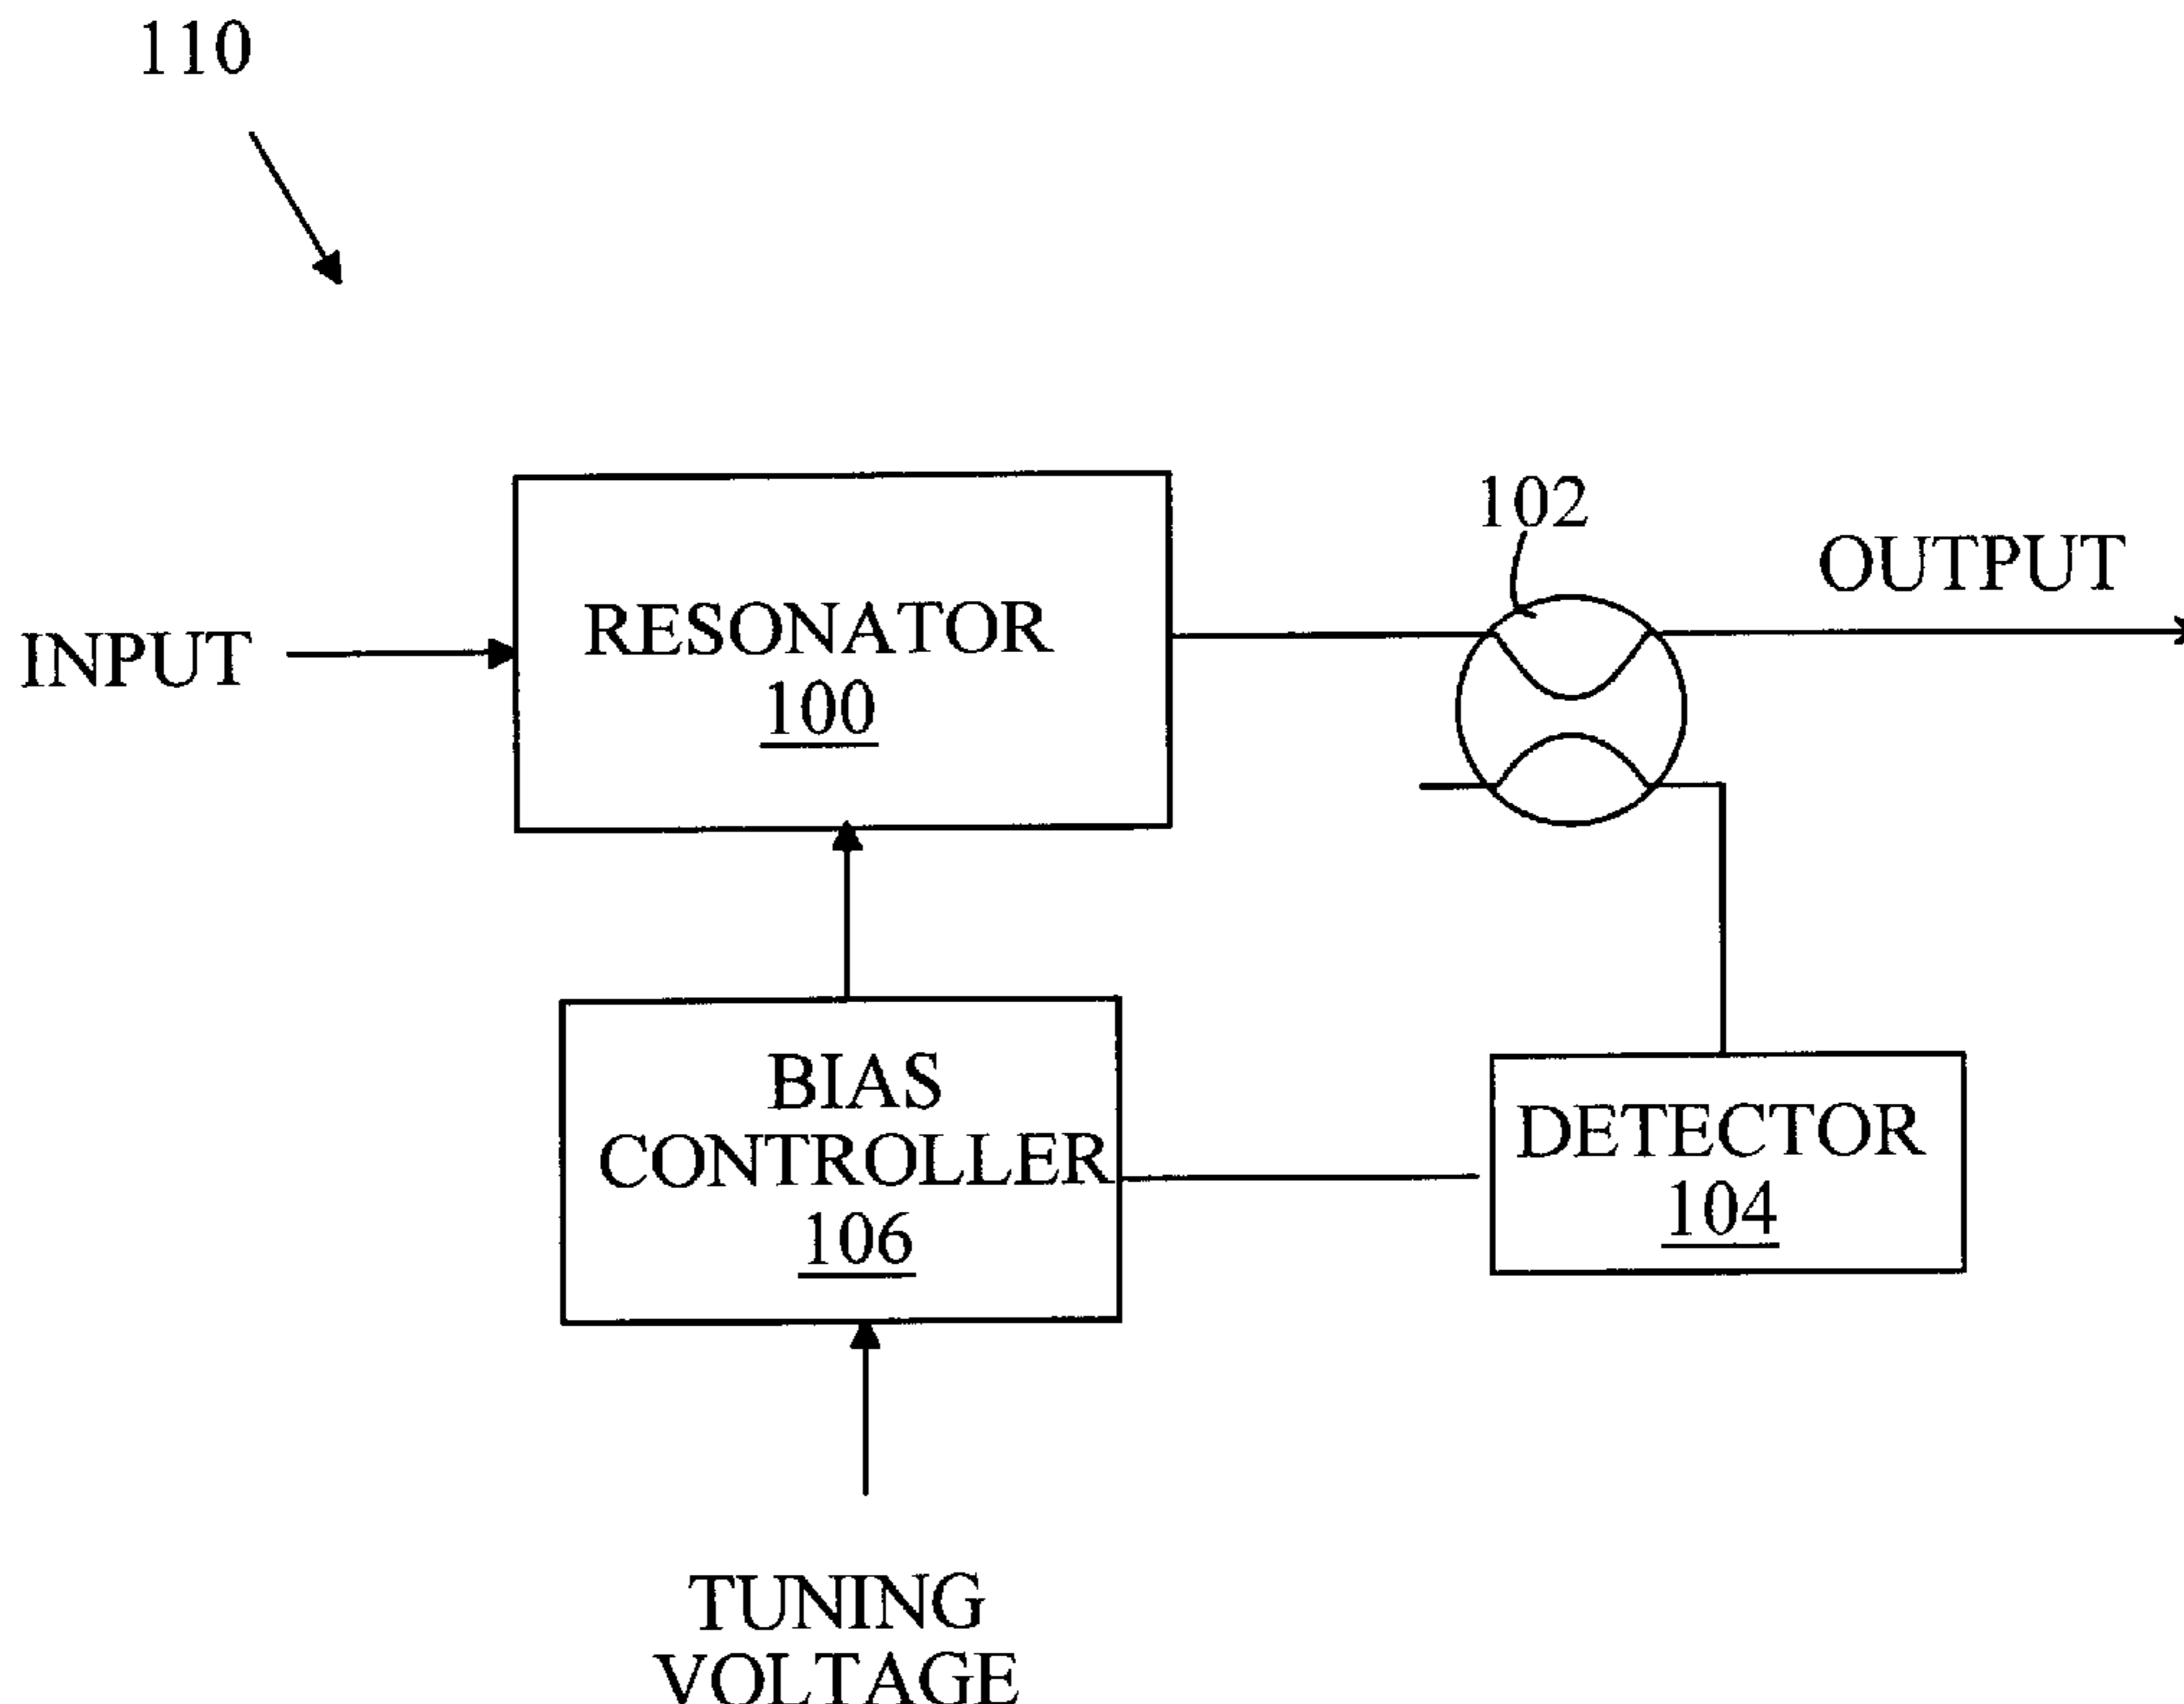 110
102
OUTPUT
INPUT
RESONATOR
100
BIAS
CONTROLLER
106
DETECTOR
104
TUNING
VOLTAGE